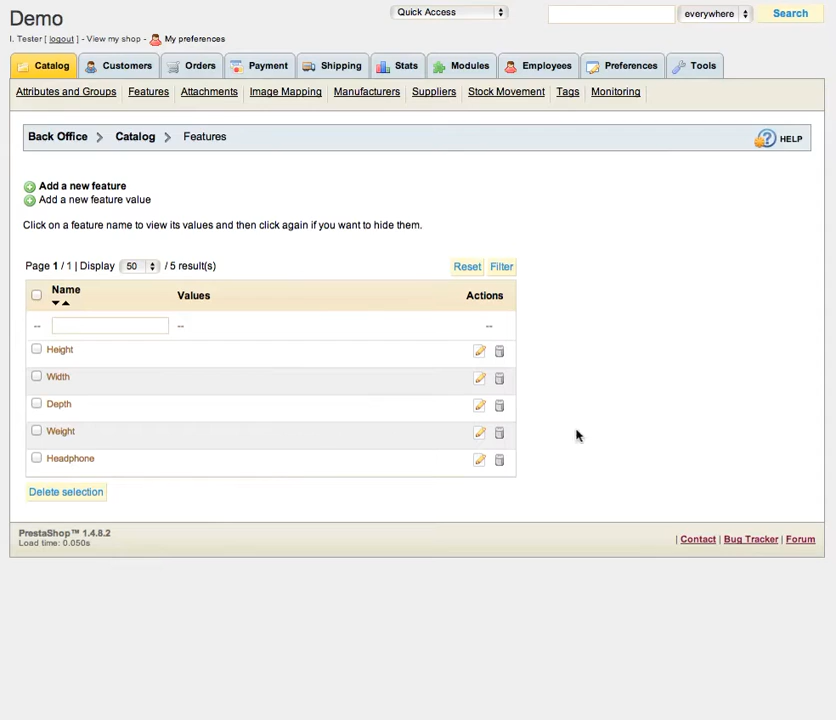 Demo
Quick Access
everywhere
Search
I. Tester [ logout ] - View my shop - My preferences
Catalog
Customers
Orders
Payment
Shipping
Stats
Modules
Employees
Preferences
Tools
Attributes and Groups
Features
Attachments
Image Mapping
Manufacturers
Suppliers
Stock Movement
Tags
Monitoring
Back Office > Catalog > Features
HELP
Add a new feature
Add a new feature value
Click on a feature name to view its values and then click again if you want to hide them.
Page 1 / 1 | Display 50 / 5 result(s)
Reset
Filter
Name
Values
Actions
-- -- --
Height
Width
Depth
Weight
Headphone
Delete selection
PrestaShop™ 1.4.8.2
Load time: 0.050s
| Contact | Bug Tracker | Forum